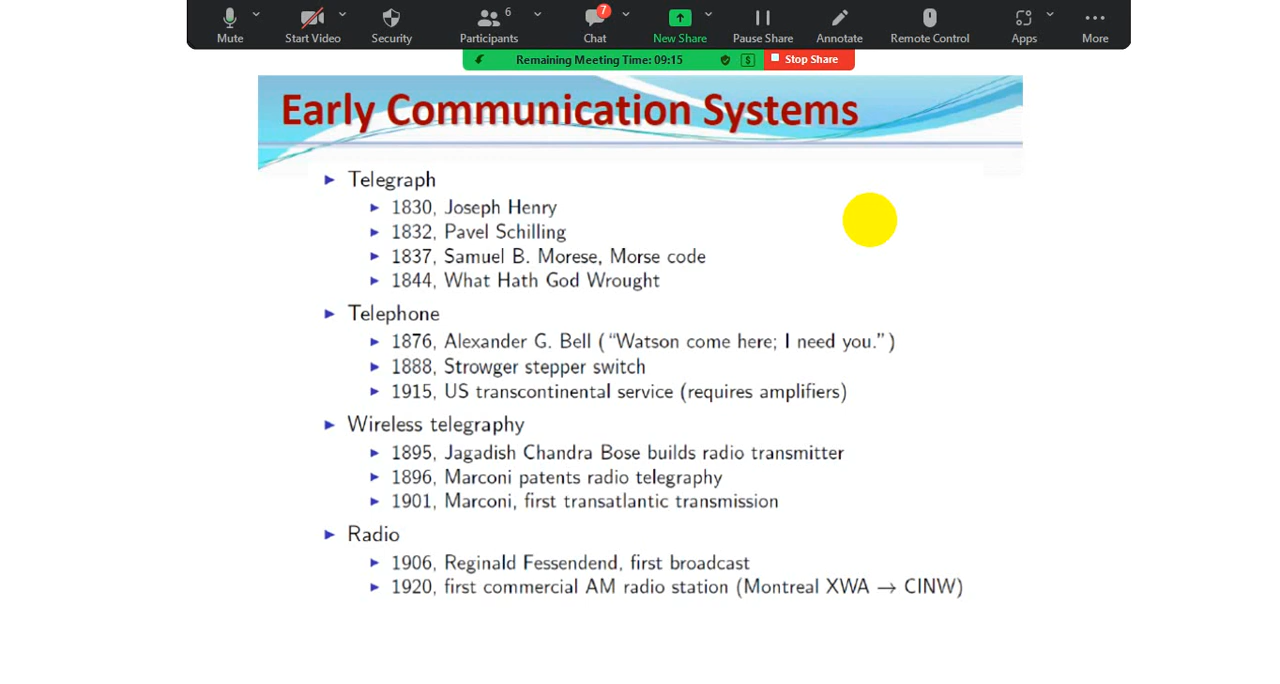 6
7
Mute
Start Video
Security
Participants
Chat
New Share
Pause Share
Annotate
Remote Control
Apps
More
Remaining Meeting Time: 09:15
$
Stop Share
Early Communication Systems
Telegraph
1830, Joseph Henry
1832, Pavel Schilling
1837, Samuel B. Morese, Morse code
1844, What Hath God Wrought
Telephone
1876, Alexander G. Bell (“Watson come here; I need you.”)
1888, Strowger stepper switch
1915, US transcontinental service (requires amplifiers)
Wireless telegraphy
1895, Jagadish Chandra Bose builds radio transmitter
1896, Marconi patents radio telegraphy
1901, Marconi, first transatlantic transmission
Radio
1906, Reginald Fessendend, first broadcast
1920, first commercial AM radio station (Montreal XWA → CINW)